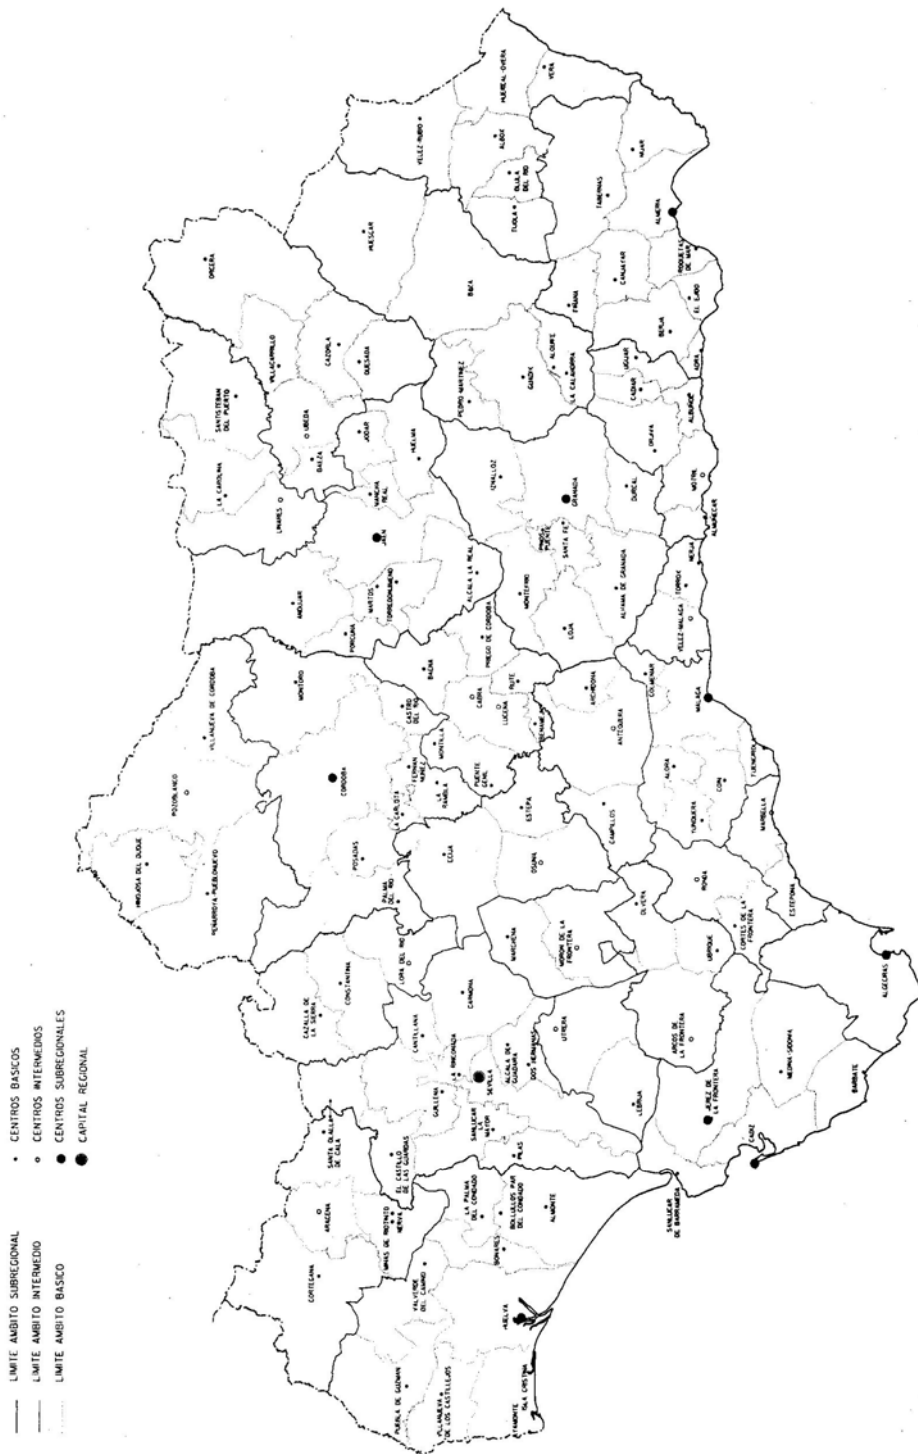 LIMITE AMBITO SUBREGIONAL
LIMITE AMBITO INTERMEDIO
LIMITE AMBITO BASICO
CENTROS BASICOS
CENTROS INTERMEDIOS
CENTROS SUBREGIONALES
CAPITAL REGIONAL
CORTEGANA
ARACENA
SANTA OLALLA
DE CALA
EL CASTILLO
DE LAS GUARDAS
MINAS DE RIOTINTO
NERVA
PUEBLA DE GUZMAN
VILLANUEVA
DE LOS CASTILLEJOS
VALVERDE
DEL CAMINO
LA PALMA
DEL CONDADO
BOLLULLOS PAR
DEL CONDADO
BONARES
ALMONTE
HUELVA
AYAMONTE
ISLA CRISTINA
CAZALLA DE
LA SIERRA
CONSTANTINA
LORA DEL RIO
CANTILLANA
GUILLENA
LA RINCONADA
CARMONA
SEVILLA
SANLUCAR
LA
MAYOR
PILAS
ALCALA DE
GUADAIRA
DOS HERMANAS
UTRERA
LEBRIJA
MARCHENA
MORON DE LA
FRONTERA
ECIJA
OSUNA
ESTEPA
SANLUCAR
DE BARRAMEDA
JEREZ DE
LA FRONTERA
ARCOS DE
LA FRONTERA
CADIZ
MEDINA-SIDONIA
BARBATE
ALGECIRAS
UBRIQUE
OLVERA
HINOJOSA DEL DUQUE
PEÑARROYA-PUEBLONUEVO
POZOBLANCO
VILLANUEVA DE CORDOBA
MONTORO
CORDOBA
POSADAS
PALMA
DEL RIO
LA CARLOTA
FERNAN
NUÑEZ
LA
RAMBLA
MONTILLA
CASTRO
DEL RIO
BAENA
CABRA
LUCENA
RUTE
PUENTE
GENIL
BENAMEJI
PRIEGO DE CORDOBA
RONDA
CORTES DE LA
FRONTERA
ESTEPONA
MARBELLA
FUENGIROLA
COIN
YUNQUERA
ALORA
CAMPILLOS
ANTEQUERA
ARCHIDONA
COLMENAR
MALAGA
VELEZ-MALAGA
TORROX
NERJA
ANDUJAR
PORCUNA
MARTOS
TORREDONJIMENO
ALCALA LA REAL
JAEN
MANCHA
REAL
HUELMA
JODAR
LINARES
LA CAROLINA
BAEZA
UBEDA
SANTISTEBAN
DEL PUERTO
VILLACARRILLO
CAZORLA
QUESADA
ORCERA
MONTEFRIO
LOJA
ALHAMA DE GRANADA
PINOS
PUENTE
SANTA FE
IZNALLOZ
GRANADA
DURCAL
ORJIVA
ALMUÑECAR
MOTRIL
ALBUÑOL
CADIAR
UGIJAR
PEDRO-MARTINEZ
GUADIX
ALQUIFE
LA CALAHORRA
BAZA
HUESCAR
VELEZ-RUBIO
HUERCAL-OVERA
ALBOX
OLULA
DEL RIO
TIJOLA
VERA
TABERNAS
NIJAR
ALMERIA
FIÑANA
CANJAYAR
ROQUETAS
DE MAR
EL EJIDO
BERJA
ADRA